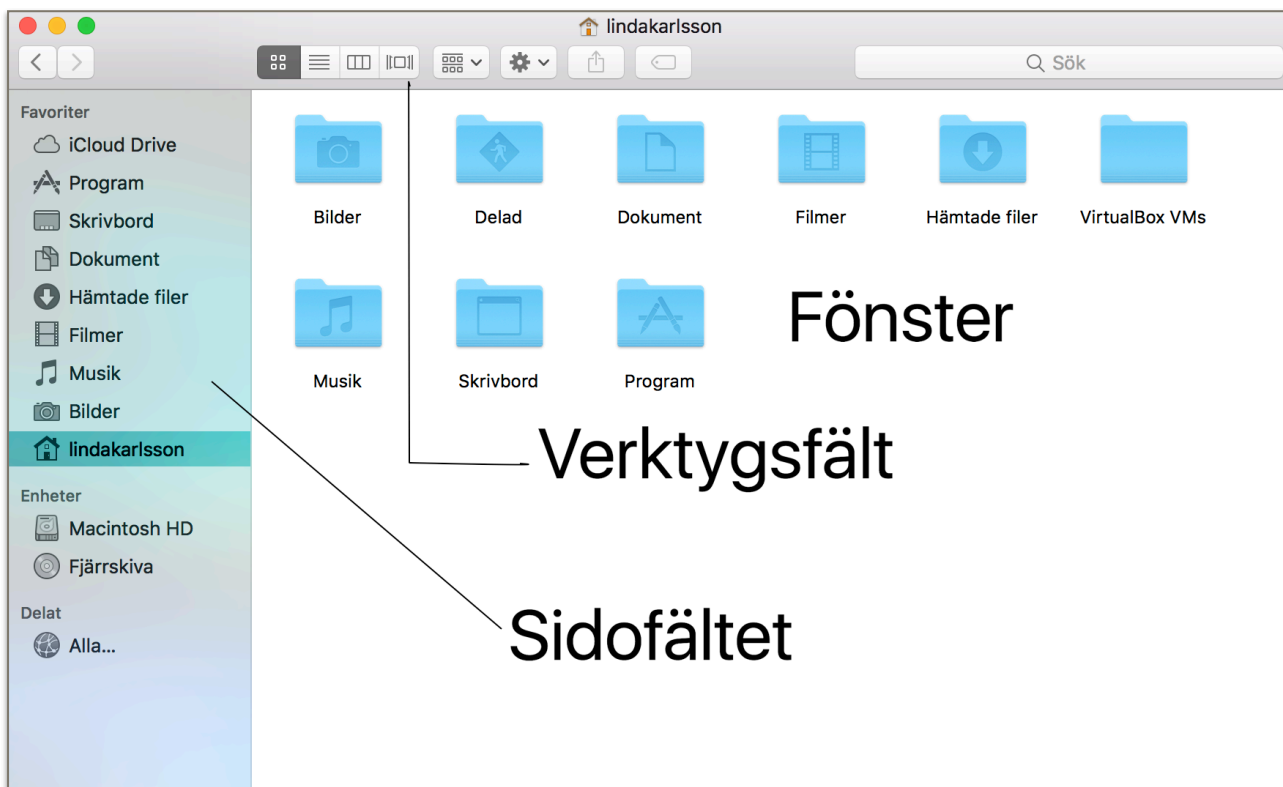 lindakarlsson
Sök
Favoriter
iCloud Drive
Program
Skrivbord
Dokument
Hämtade filer
Filmer
Musik
Bilder
lindakarlsson
Enheter
Macintosh HD
Fjärrskiva
Delat
Alla...
Bilder Delad Dokument Filmer Hämtade filer VirtualBox VMs
Musik Skrivbord Program
Fönster
Verktygsfält
Sidofältet